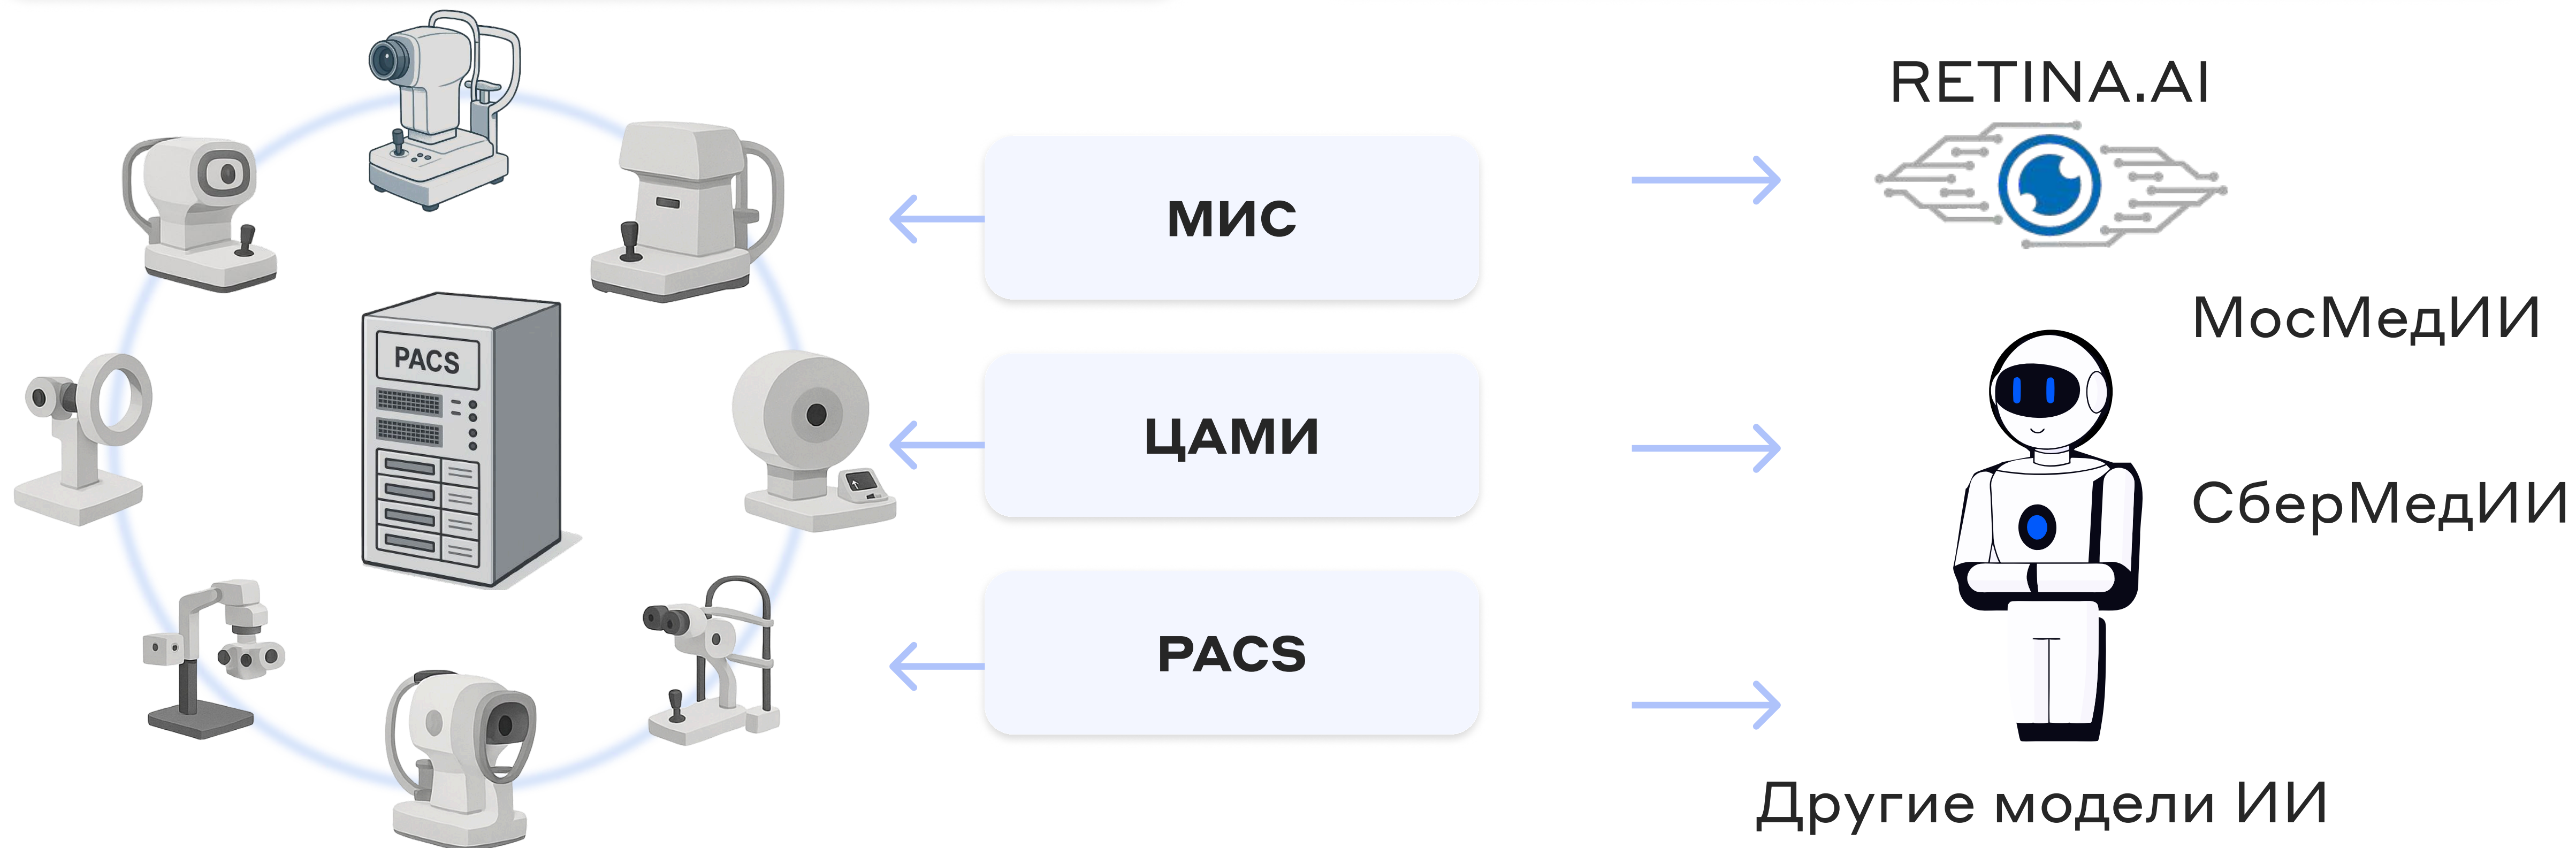 PACS
МИС
ЦАМИ
PACS
RETINA.AI
МосМедИИ
СберМедИИ
Другие модели ИИ